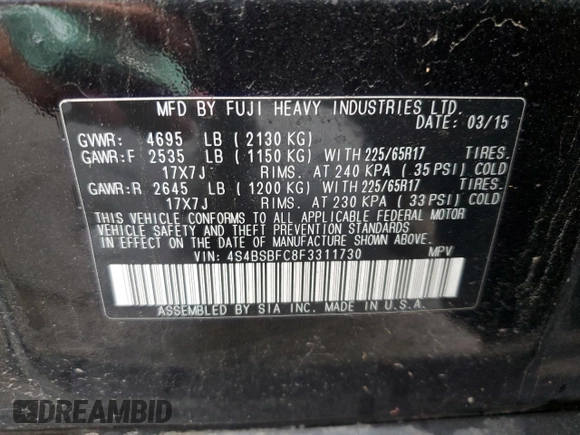 MFD BY FUJI HEAVY INDUSTRIES LTD.
DATE: 03/15
GVWR: 4695 LB ( 2130 KG)
GAWR:F 2535 LB ( 1150 KG) WITH 225/65R17 TIRES.
17X7J RIMS. AT 240 KPA ( 35 PSI) COLD
GAWR:R 2645 LB ( 1200 KG) WITH 225/65R17 TIRES.
17X7J RIMS. AT 230 KPA ( 33 PSI) COLD
THIS VEHICLE CONFORMS TO ALL APPLICABLE FEDERAL MOTOR
VEHICLE SAFETY AND THEFT PREVENTION STANDARDS
IN EFFECT ON THE DATE OF MANUFACTURE SHOWN ABOVE.
VIN: 4S4BSBFC8F3311730 MPV
ASSEMBLED BY SIA INC. MADE IN U.S.A.
DREAMBID